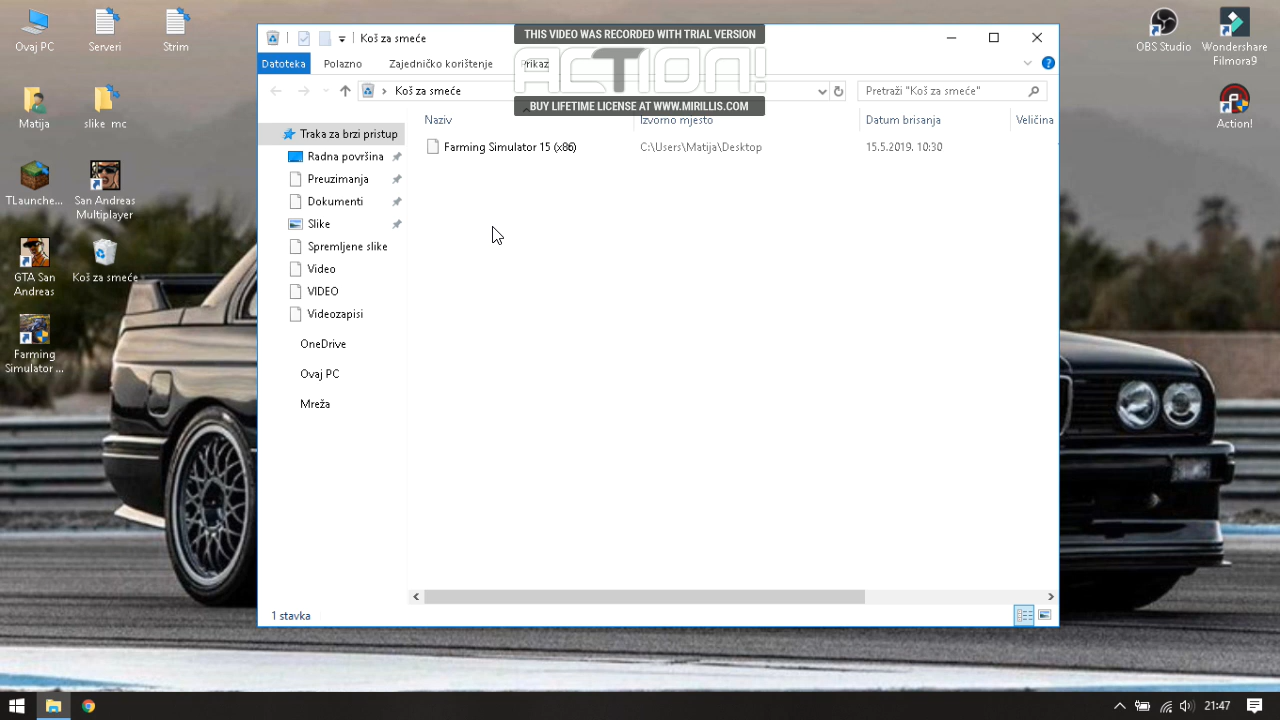 Ovaj PC
Serveri
Strim
Matija
slike mc
TLaunche...
San Andreas
Multiplayer
GTA San
Andreas
Koš za smeće
Farming
Simulator ...
OBS Studio
Wondershare
Filmora9
Action!
Koš za smeće
THIS VIDEO WAS RECORDED WITH TRIAL VERSION
ACTION!
BUY LIFETIME LICENSE AT WWW.MIRILLIS.COM
Datoteka
Polazno
Zajedničko korištenje
Prikaz
Koš za smeće
Pretraži "Koš za smeće"
Naziv
Izvorno mjesto
Datum brisanja
Veličina
Farming Simulator 15 (x86)
C:\Users\Matija\Desktop
15.5.2019. 10:30
Traka za brzi pristup
Radna površina
Preuzimanja
Dokumenti
Slike
Spremljene slike
Video
VIDEO
Videozapisi
OneDrive
Ovaj PC
Mreža
1 stavka
21:47